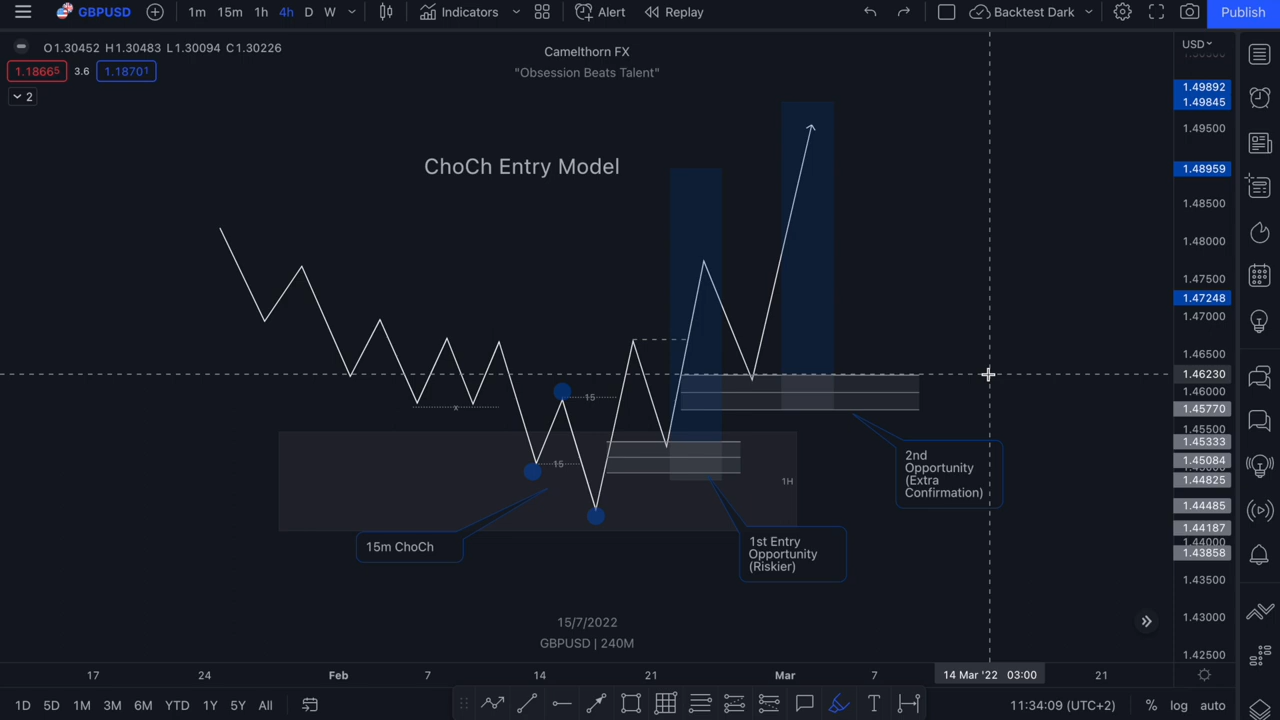 GBPUSD 1m 15m 1h 4h D W Indicators Alert Replay Backtest Dark Publish
O1.30452 H1.30483 L1.30094 C1.30226
1.18665 3.6 1.18701
2
Camelthorn FX
"Obsession Beats Talent"
ChoCh Entry Model
USD
1.49892
1.49845
1.49500
1.48959
1.48500
1.48000
1.47500
1.47248
1.47000
1.46500
1.46230
1.46000
1.45770
1.45500
1.45333
1.45084
1.44825
1.44485
1.44187
1.44000
1.43858
1.43500
1.43000
1.42500
x
15
15
1H
15m ChoCh
1st Entry
Opportunity
(Riskier)
2nd
Opportunity
(Extra
Confirmation)
15/7/2022
GBPUSD | 240M
17 24 Feb 7 14 21 Mar 7 14 Mar '22 03:00 21
1D 5D 1M 3M 6M YTD 1Y 5Y All T 11:34:09 (UTC+2) % log auto